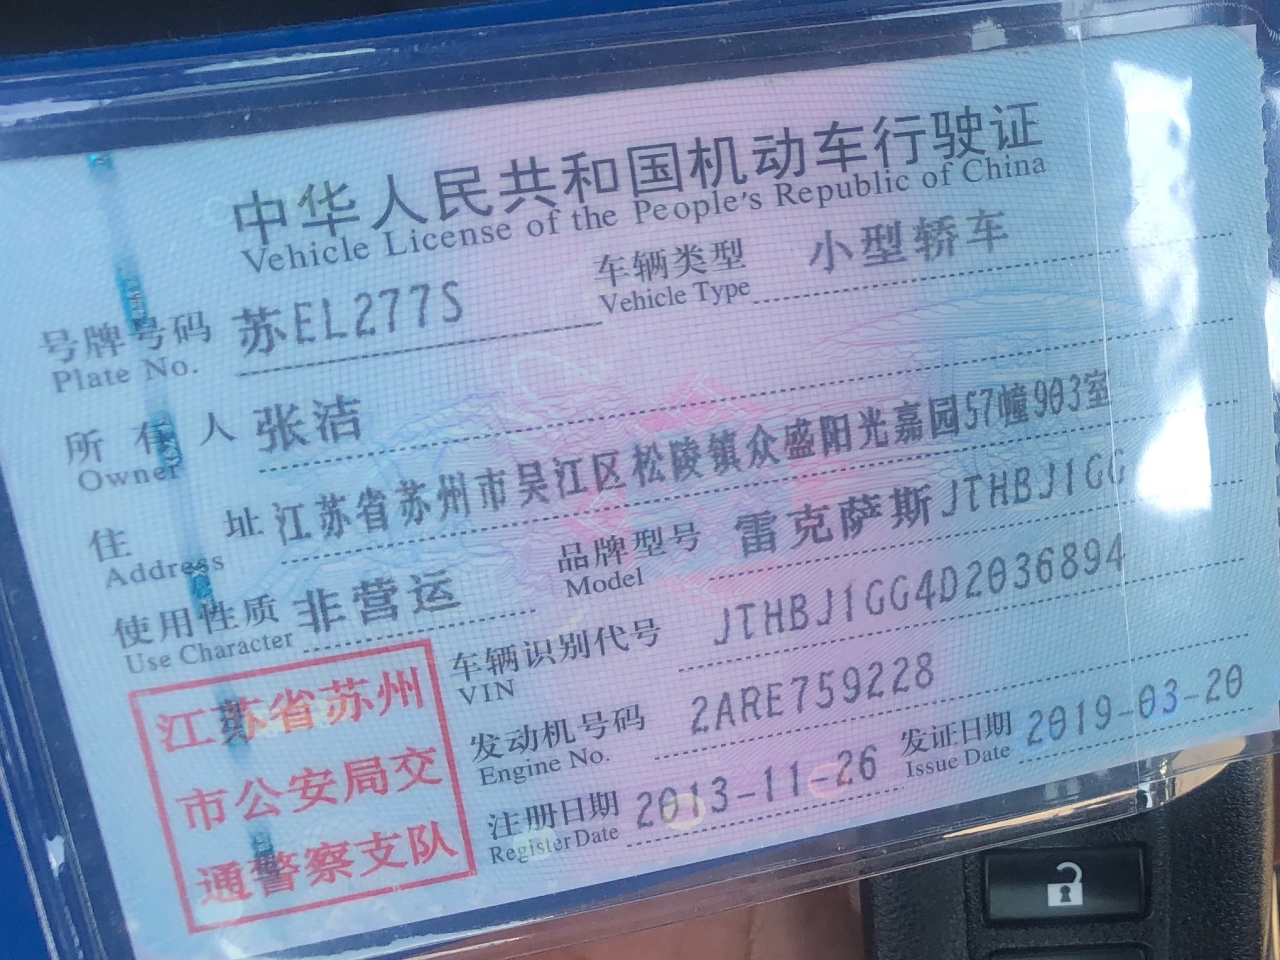 中华人民共和国机动车行驶证
Vehicle License of the People's Republic of China
号牌号码 苏EL277S 车辆类型 小型轿车
Plate No. Vehicle Type
所有人 张洁
Owner
住址 江苏省苏州市吴江区松陵镇众盛阳光嘉园57幢903室
Address
使用性质 非营运 品牌型号 雷克萨斯JTHBJ1GG
Use Character Model
车辆识别代号 JTHBJ1GG4D2036894
VIN
发动机号码 2ARE759228 发证日期 2019-03-20
Engine No. Issue Date
注册日期 2013-11-26
Register Date
江苏省苏州
市公安局交
通警察支队